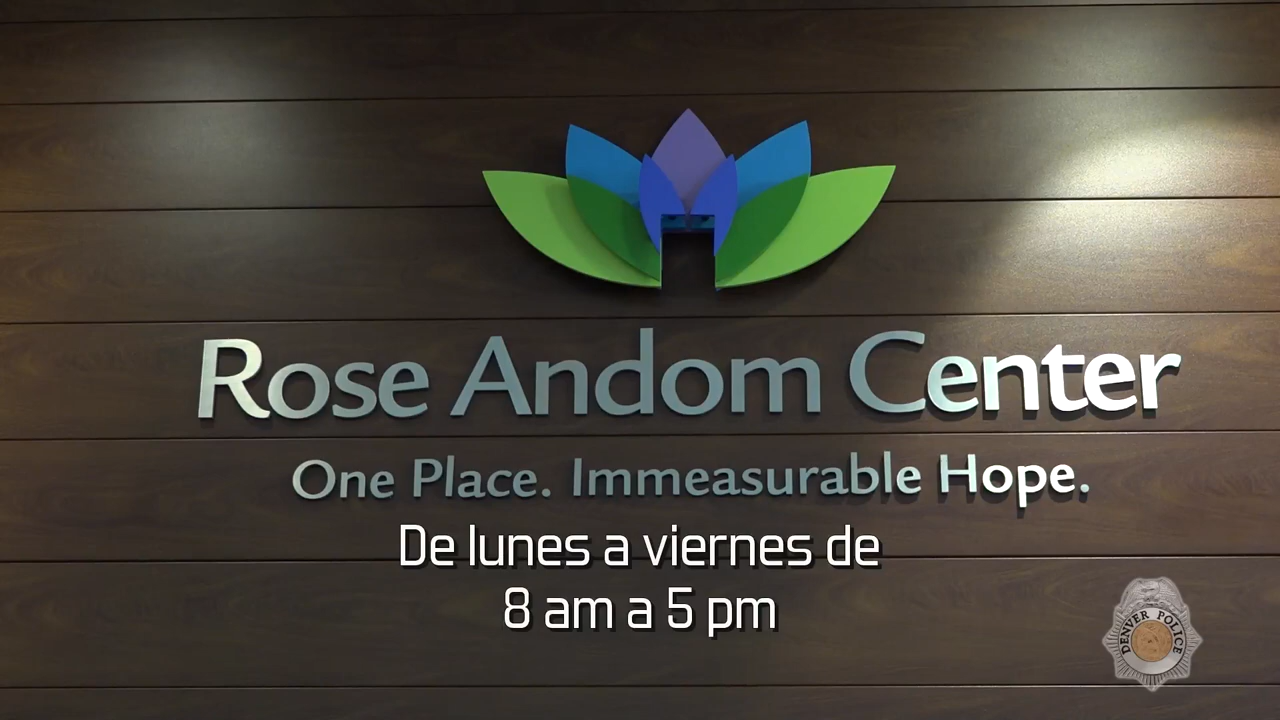 Rose Andom Center
One Place. Immeasurable Hope.
De lunes a viernes de
8 am a 5 pm
DENVER POLICE